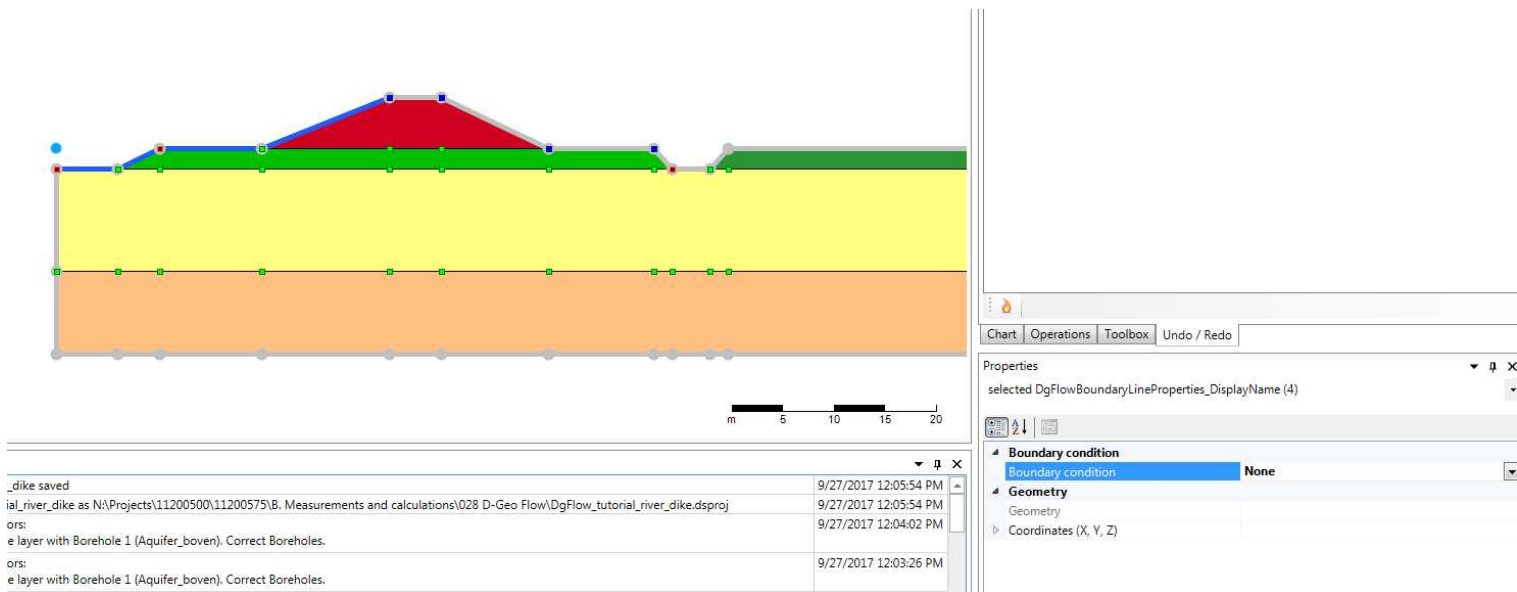 m 5 10 15 20
_dike saved 9/27/2017 12:05:54 PM
ial_river_dike as N:\Projects\11200500\11200575\B. Measurements and calculations\028 D-Geo Flow\DgFlow_tutorial_river_dike.dsproj 9/27/2017 12:05:54 PM
ors: 9/27/2017 12:04:02 PM
e layer with Borehole 1 (Aquifer_boven). Correct Boreholes.
ors: 9/27/2017 12:03:26 PM
e layer with Borehole 1 (Aquifer_boven). Correct Boreholes.
Chart Operations Toolbox Undo / Redo
Properties
selected DgFlowBoundaryLineProperties_DisplayName (4)
Boundary condition
Boundary condition None
Geometry
Geometry
Coordinates (X, Y, Z)